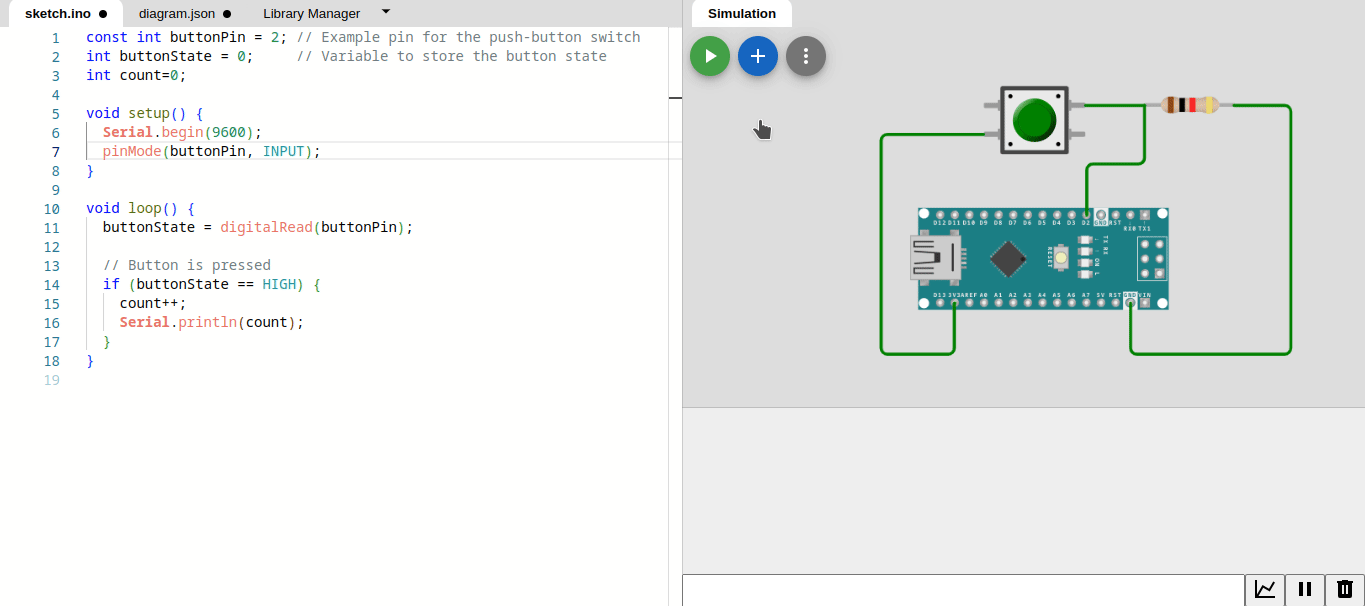 sketch.ino
diagram.json
Library Manager
1 const int buttonPin = 2; // Example pin for the push-button switch
2 int buttonState = 0;     // Variable to store the button state
3 int count=0;
4
5 void setup() {
6   Serial.begin(9600);
7   pinMode(buttonPin, INPUT);
8 }
9
10 void loop() {
11   buttonState = digitalRead(buttonPin);
12
13   // Button is pressed
14   if (buttonState == HIGH) {
15     count++;
16     Serial.println(count);
17   }
18 }
19
Simulation
D12 D11 D10 D9 D8 D7 D6 D5 D4 D3 D2 GND RST RX0 TX1
RESET
TX RX ON L
D13 3V3 AREF A0 A1 A2 A3 A4 A5 A6 A7 5V RST GND VIN